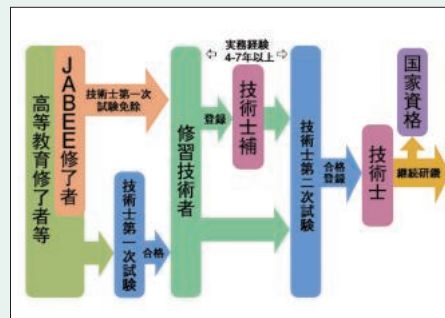 高等教育修了者等
JABEE修了者
技術士第一次
試験免除
技術士第一次試験
合格
修習技術者
実務経験
4-7年以上
登録
技術士補
技術士第二次試験
合格
登録
技術士
国家資格
継続研鑽